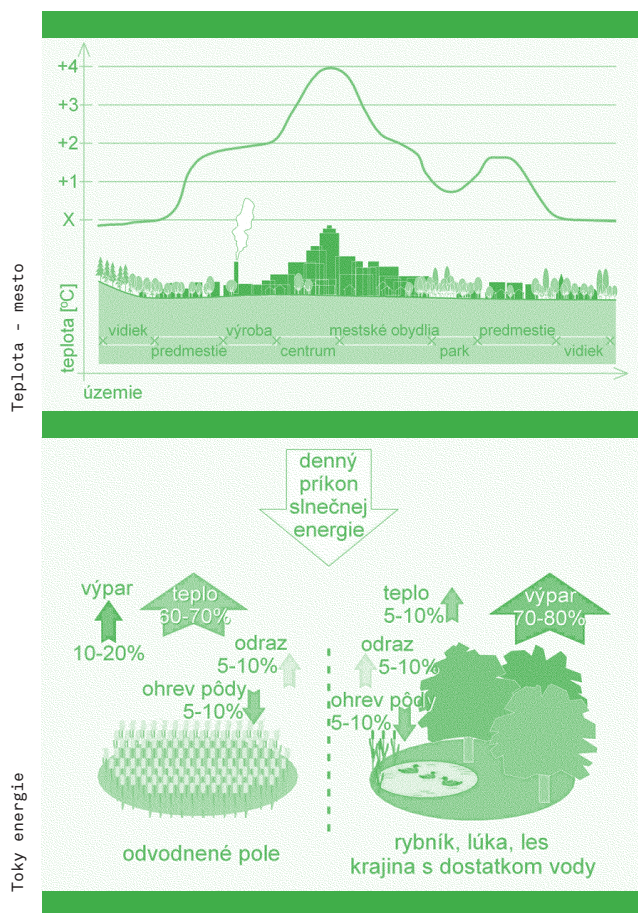 Teplota - mesto
+4
+3
+2
+1
X
teplota [ºC]
vidiek
výroba
mestské obydlia
predmestie
predmestie
centrum
park
vidiek
územie
Toky energie
denný
príkon
slnečnej
energie
výpar
10-20%
teplo
60-70%
odraz
5-10%
ohrev pôdy
5-10%
odvodnené pole
teplo
5-10%
výpar
70-80%
odraz
5-10%
ohrev pôdy
5-10%
rybník, lúka, les
krajina s dostatkom vody